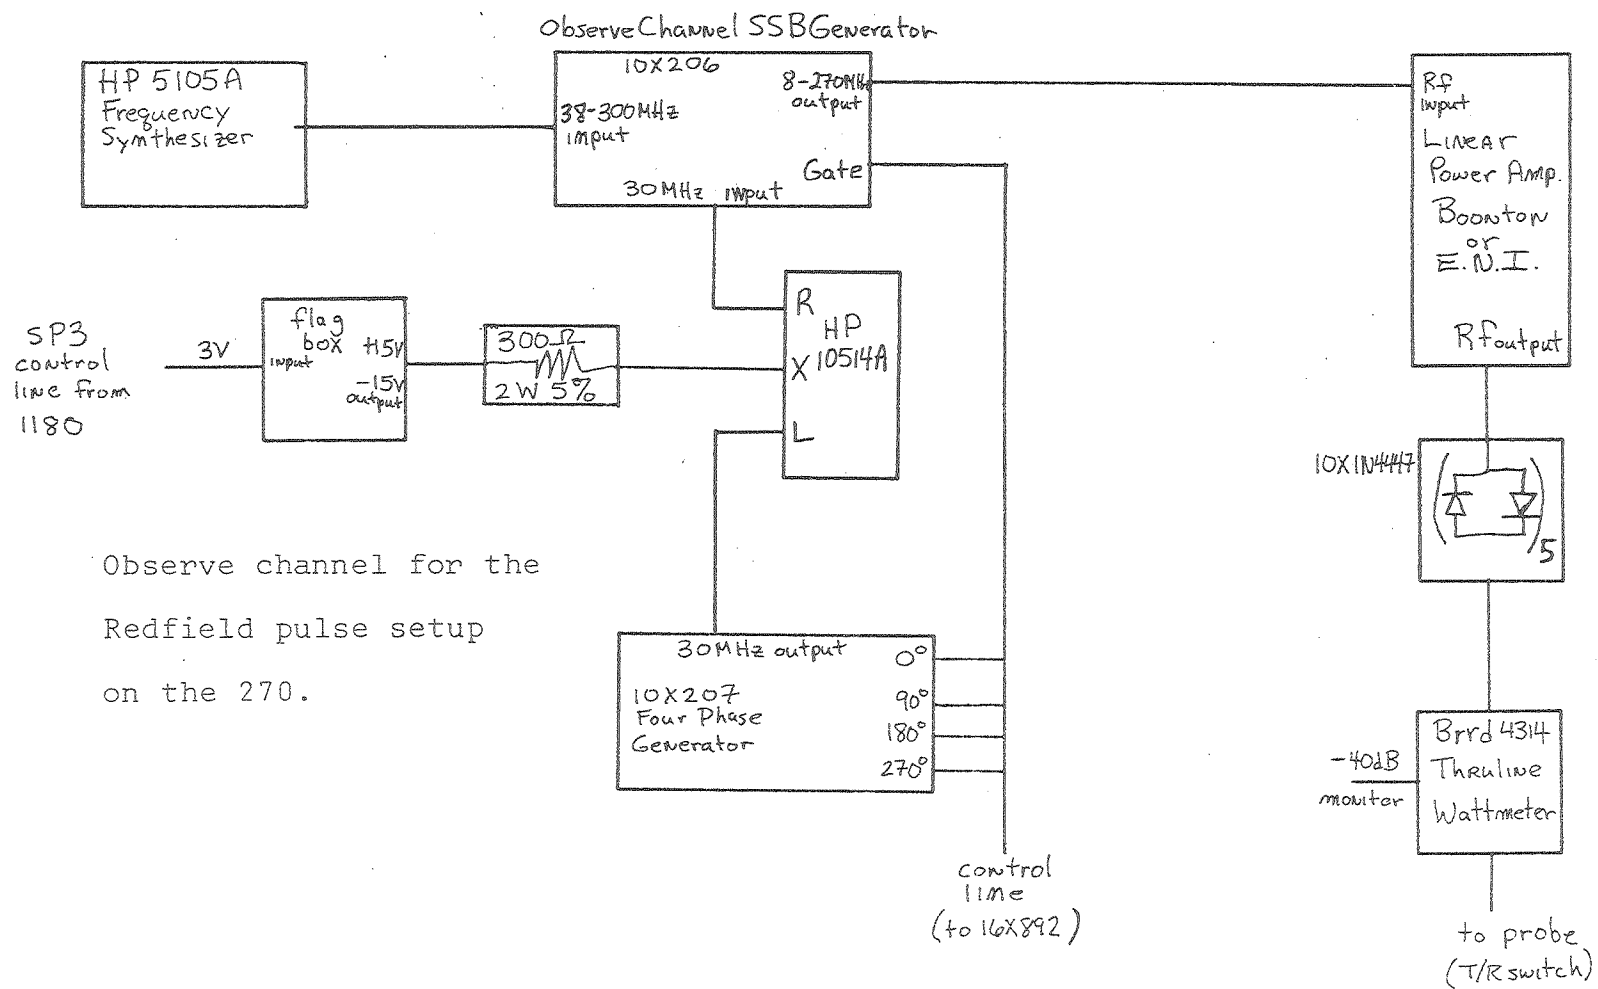 Observe Channel SSB Generator
HP 5105A
Frequency
Synthesizer
10X206
38-300MHz
input
8-270MHz
output
Gate
30MHz input
Rf
input
Linear
Power Amp.
Boonton
or
E.N.I.
Rf output
SP3
control
line from
1180
3V
flag
box
input
+15V
-15V
output
300Ω
2W 5%
R
HP
10514A
X
L
10X1N4447
5
Observe channel for the
Redfield pulse setup
on the 270.
30MHz output
10X207
Four Phase
Generator
0°
90°
180°
270°
control
line
(to 16X892)
-40dB
monitor
Bird 4314
Thruline
Wattmeter
to probe
(T/R switch)